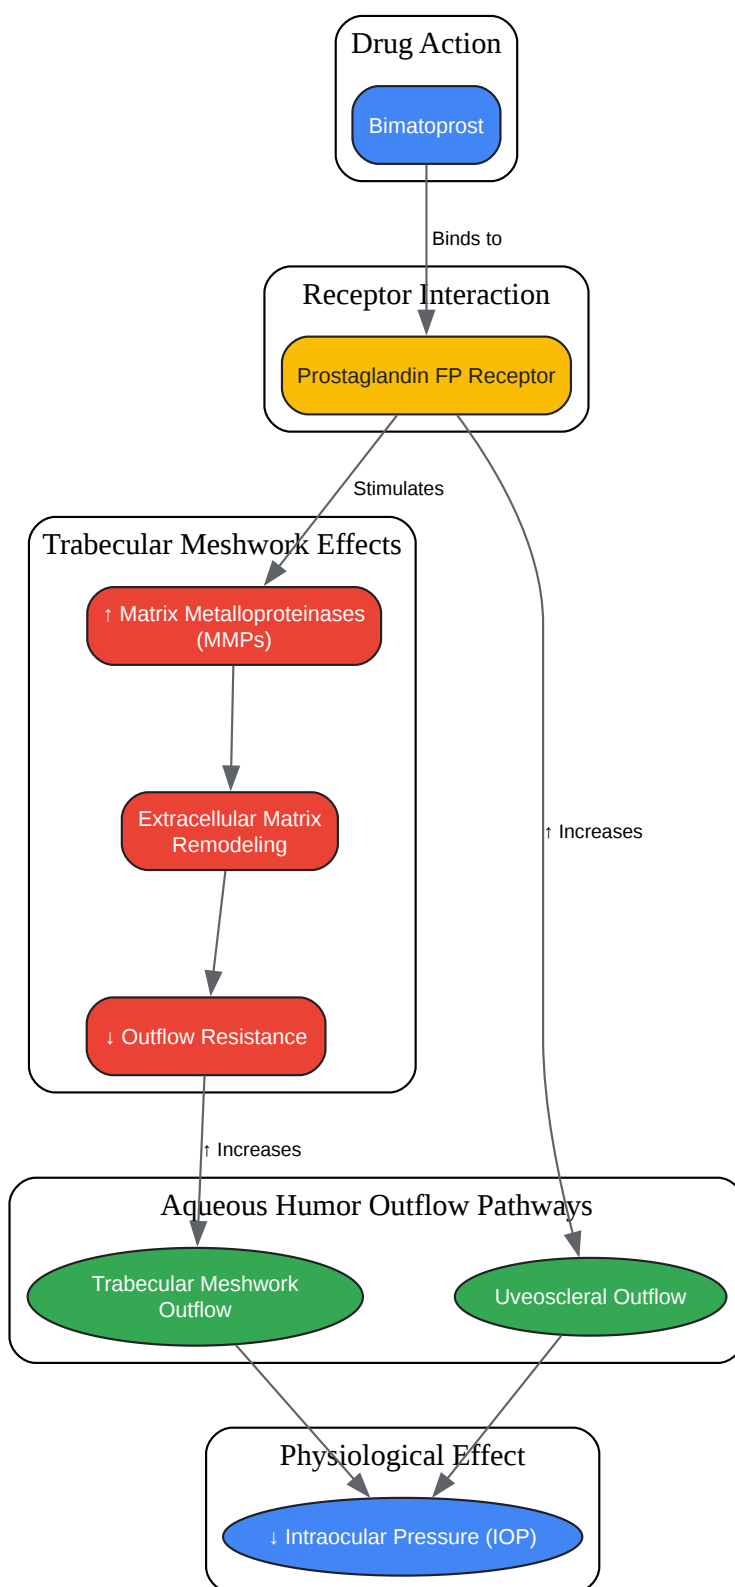 Drug Action
Bimatoprost
Binds to
Receptor Interaction
Prostaglandin FP Receptor
Stimulates
Trabecular Meshwork Effects
↑ Matrix Metalloproteinases
(MMPs)
Extracellular Matrix
Remodeling
↑ Increases
↓ Outflow Resistance
↑ Increases
Aqueous Humor Outflow Pathways
Trabecular Meshwork
Outflow
Uveoscleral Outflow
Physiological Effect
↓ Intraocular Pressure (IOP)